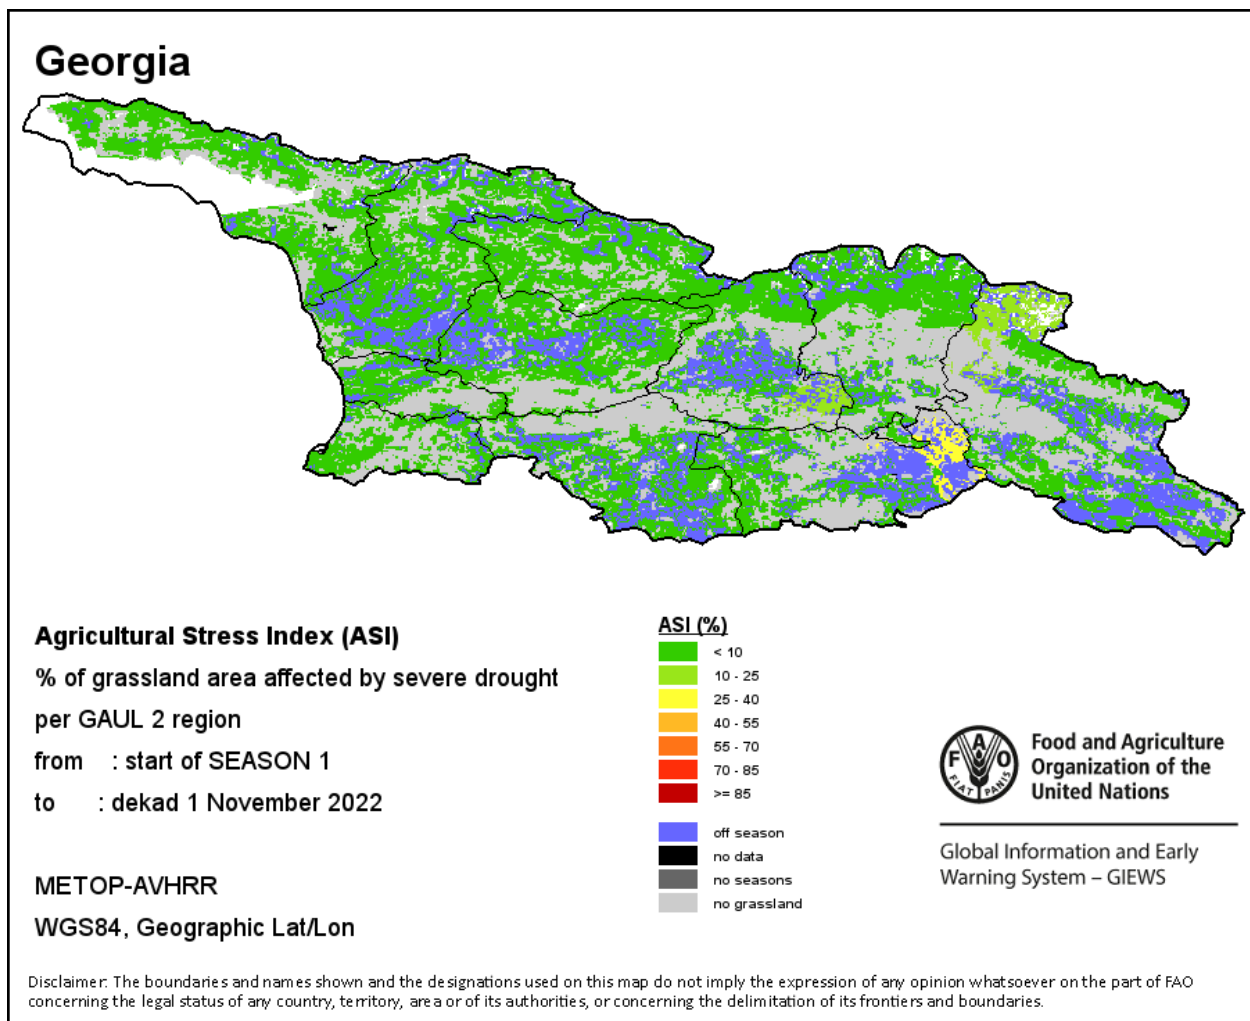 Georgia
Agricultural Stress Index (ASI)
% of grassland area affected by severe drought
per GAUL 2 region
from : start of SEASON 1
to : dekad 1 November 2022
METOP-AVHRR
WGS84, Geographic Lat/Lon
ASI (%)
< 10
10 - 25
25 - 40
40 - 55
55 - 70
70 - 85
>= 85
off season
no data
no seasons
no grassland
F A O
FIAT PANIS
Food and Agriculture
Organization of the
United Nations
Global Information and Early
Warning System – GIEWS
Disclaimer: The boundaries and names shown and the designations used on this map do not imply the expression of any opinion whatsoever on the part of FAO
concerning the legal status of any country, territory, area or of its authorities, or concerning the delimitation of its frontiers and boundaries.